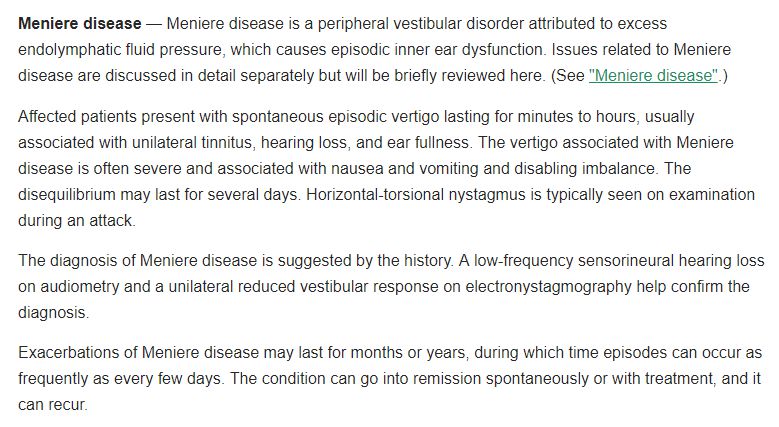 Meniere disease — Meniere disease is a peripheral vestibular disorder attributed to excess
endolymphatic fluid pressure, which causes episodic inner ear dysfunction. Issues related to Meniere
disease are discussed in detail separately but will be briefly reviewed here. (See "Meniere disease".)
Affected patients present with spontaneous episodic vertigo lasting for minutes to hours, usually
associated with unilateral tinnitus, hearing loss, and ear fullness. The vertigo associated with Meniere
disease is often severe and associated with nausea and vomiting and disabling imbalance. The
disequilibrium may last for several days. Horizontal-torsional nystagmus is typically seen on examination
during an attack.
The diagnosis of Meniere disease is suggested by the history. A low-frequency sensorineural hearing loss
on audiometry and a unilateral reduced vestibular response on electronystagmography help confirm the
diagnosis.
Exacerbations of Meniere disease may last for months or years, during which time episodes can occur as
frequently as every few days. The condition can go into remission spontaneously or with treatment, and it
can recur.